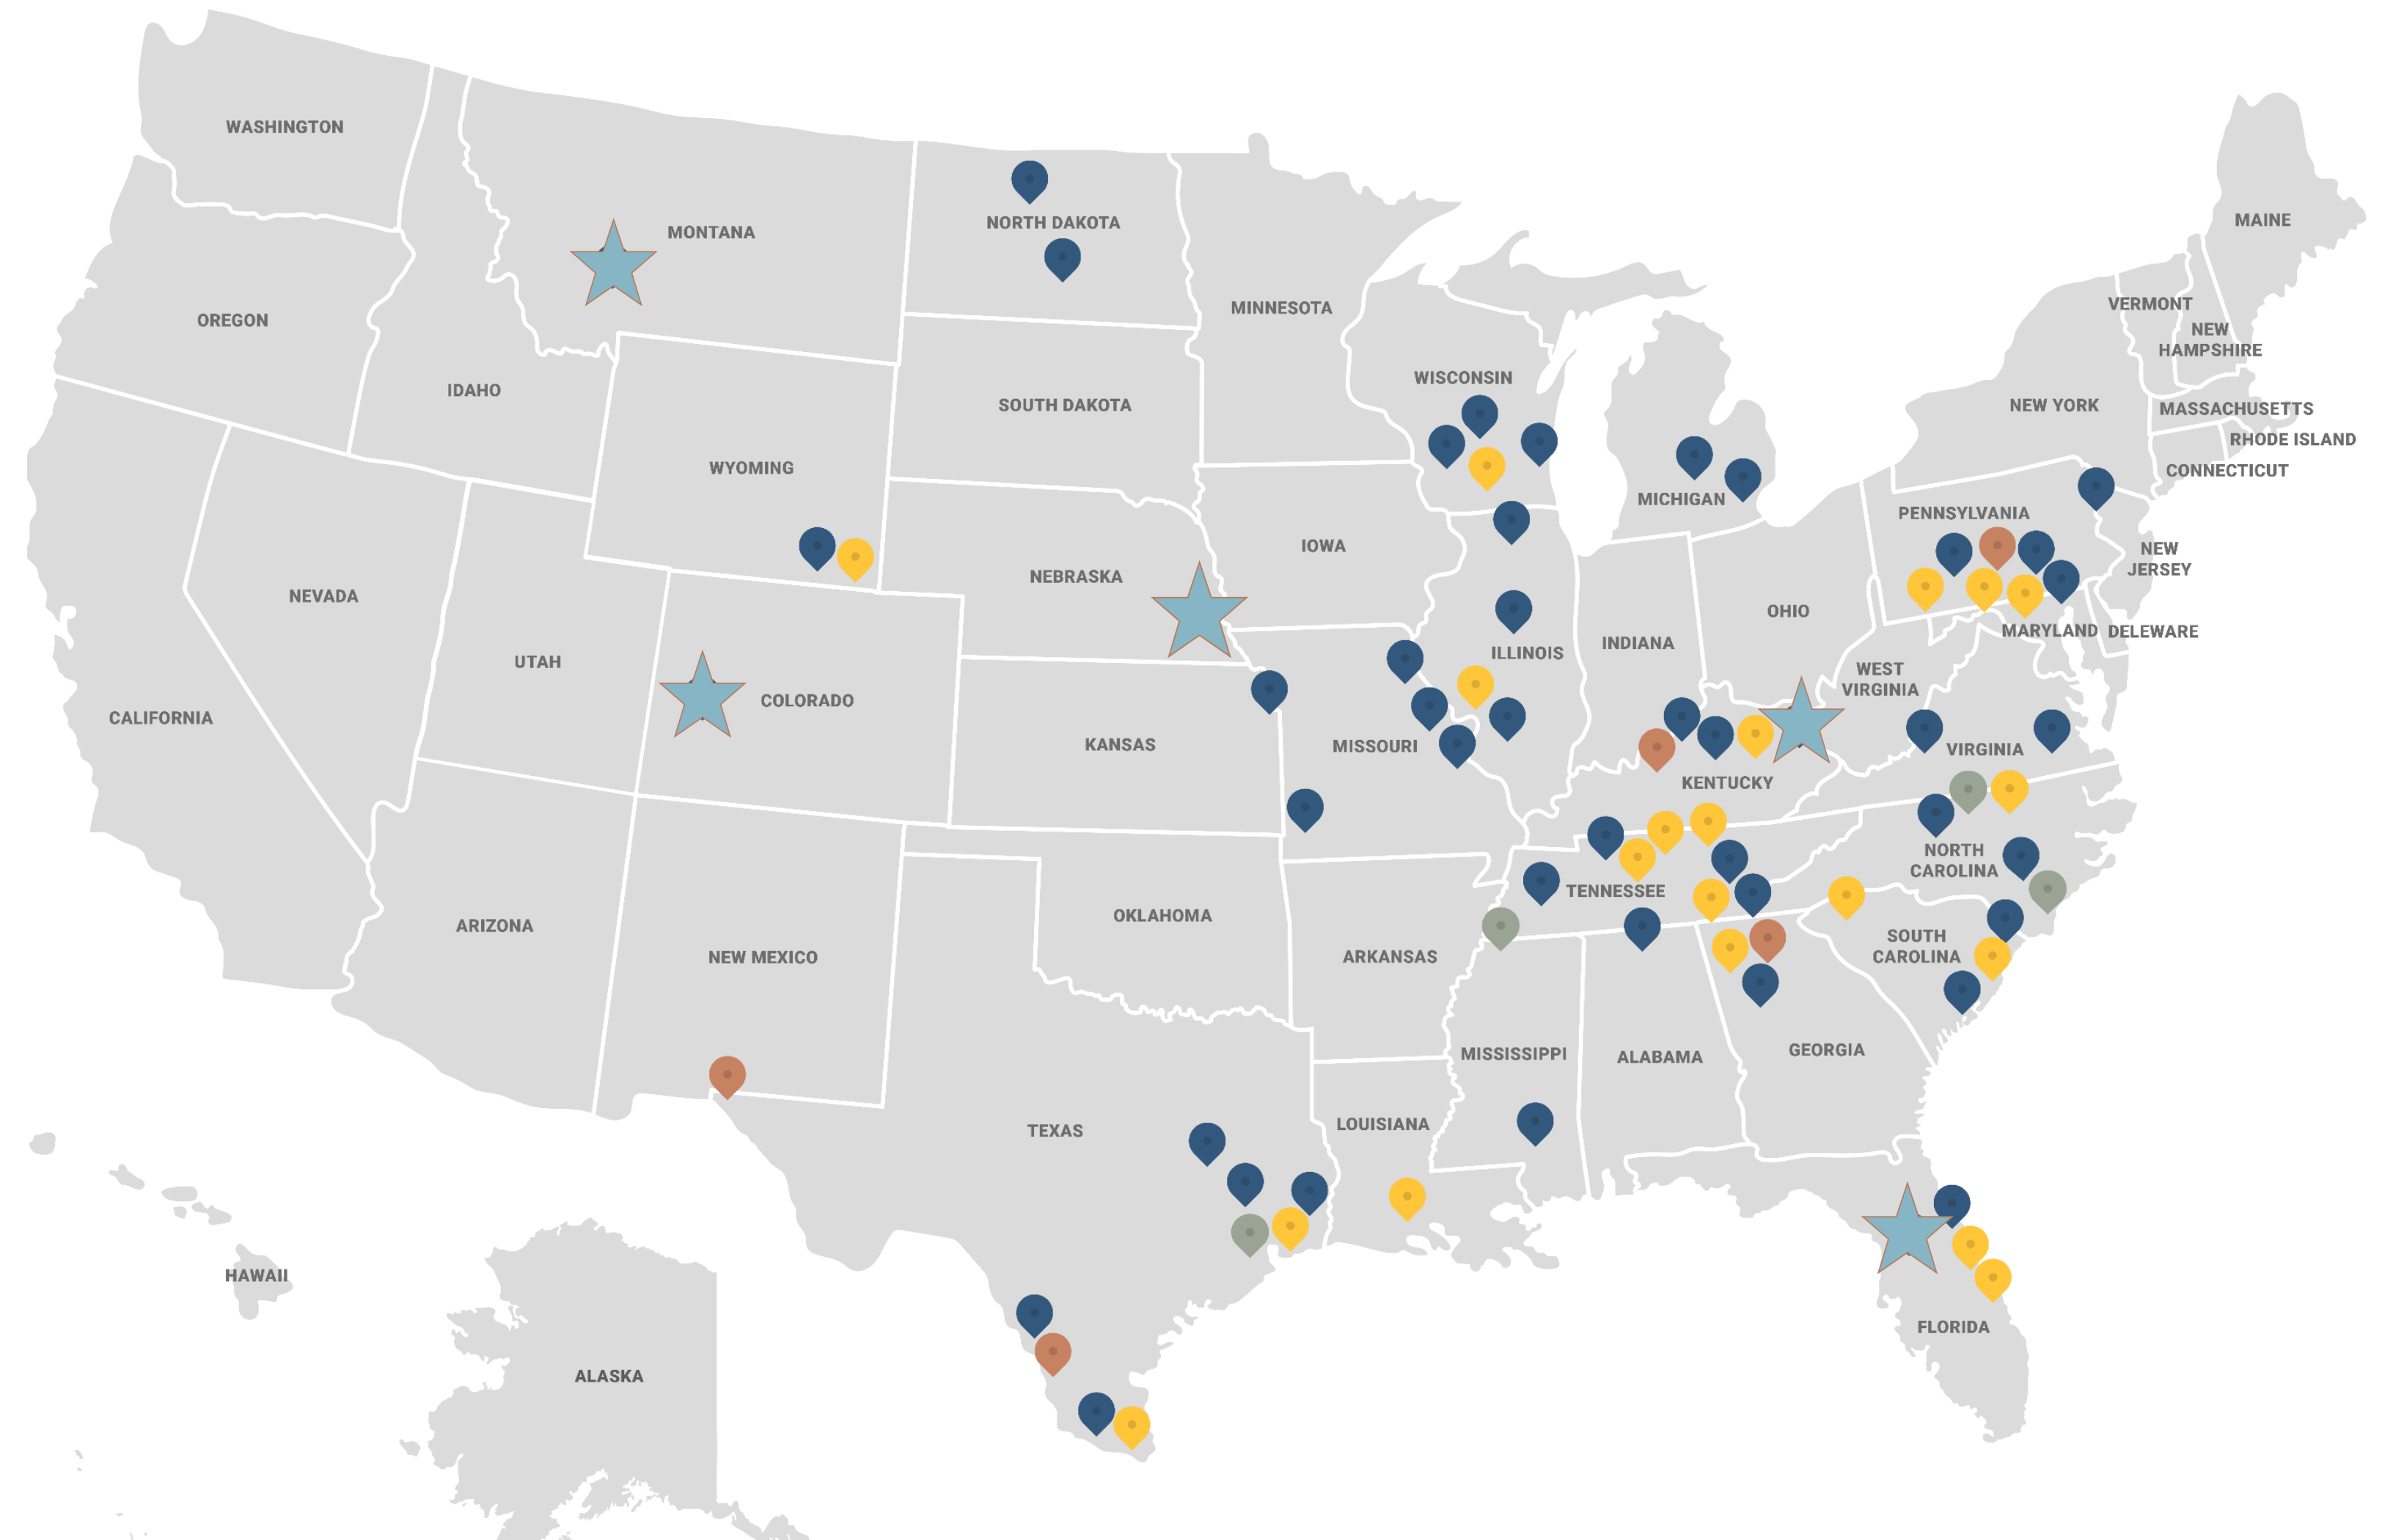 WASHINGTON
MONTANA
NORTH DAKOTA
MAINE
OREGON
MINNESOTA
VERMONT
NEW
HAMPSHIRE
IDAHO
WISCONSIN
SOUTH DAKOTA
NEW YORK
MASSACHUSETTS
RHODE ISLAND
WYOMING
CONNECTICUT
MICHIGAN
PENNSYLVANIA
IOWA
NEW
JERSEY
NEBRASKA
NEVADA
OHIO
MARYLAND
DELEWARE
INDIANA
ILLINOIS
UTAH
WEST
VIRGINIA
COLORADO
CALIFORNIA
KANSAS
MISSOURI
VIRGINIA
KENTUCKY
NORTH
CAROLINA
TENNESSEE
OKLAHOMA
ARIZONA
SOUTH
CAROLINA
NEW MEXICO
ARKANSAS
MISSISSIPPI
ALABAMA
GEORGIA
LOUISIANA
TEXAS
HAWAII
FLORIDA
ALASKA